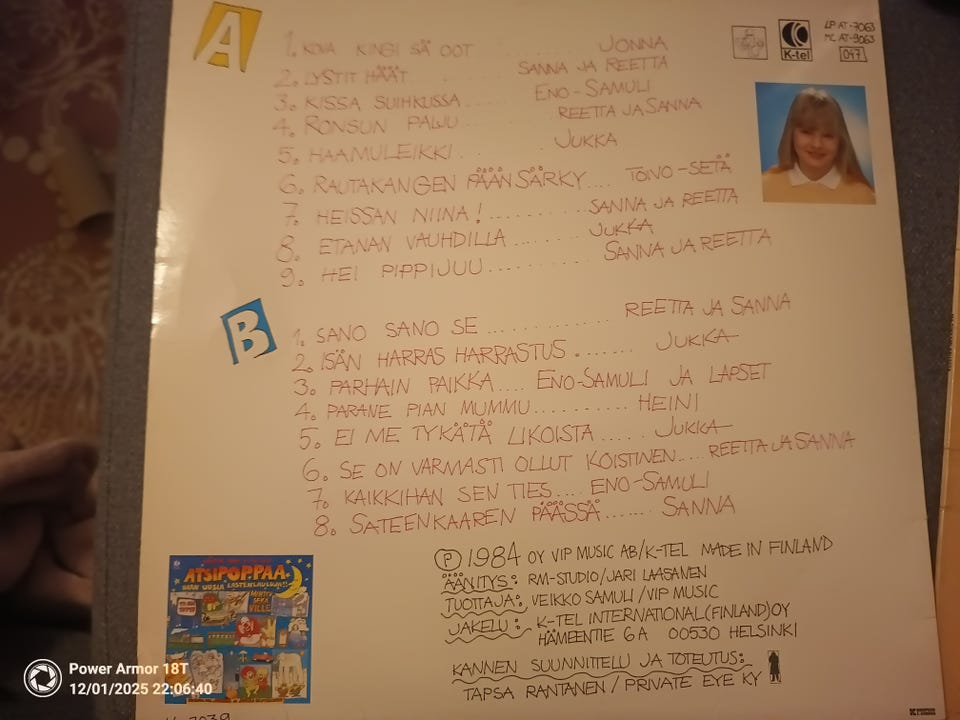 A
1. KOVA KINGI SÄ OOT ........ JONNA
2. LYSTIT HÄÄT ........ SANNA JA REETTA
3. KISSA SUIHKUSSA ..... ENO-SAMULI
4. RONSUN PALJU ........ REETTA JA SANNA
5. HAAMULEIKKI ........ JUKKA
6. RAUTAKANGEN PÄÄNSÄRKY.... TOIVO-SETÄ
7. HEISSAN NIINA! ......... SANNA JA REETTA
8. ETANAN VAUHDILLA ....... JUKKA
9. HEI PIPPIJUU........ SANNA JA REETTA
K-tel
LP AT-7063
MC AT-9063
047
B
1. SANO SANO SE ............ REETTA JA SANNA
2. ISÄN HARRAS HARRASTUS ....... JUKKA
3. PARHAIN PAIKKA.... ENO-SAMULI JA LAPSET
4. PARANE PIAN MUMMU.......... HEINI
5. EI ME TYKÄTÄ LIKOISTA ..... JUKKA
6. SE ON VARMASTI OLLUT KOISTINEN.... REETTA JA SANNA
7. KAIKKIHAN SEN TIES.... ENO-SAMULI
8. SATEENKAAREN PÄÄSSÄ...... SANNA
Ⓟ 1984 OY VIP MUSIC AB/K-TEL MADE IN FINLAND
ÄÄNITYS: RM-STUDIO/JARI LAASANEN
TUOTTAJA: VEIKKO SAMULI/VIP MUSIC
JAKELU: K-TEL INTERNATIONAL(FINLAND)OY
HÄMEENTIE 6 A 00530 HELSINKI
KANNEN SUUNNITTELU JA TOTEUTUS:
TAPSA RANTANEN/PRIVATE EYE KY
ATSIPOPPAA
Power Armor 18T
12/01/2025 22:06:40